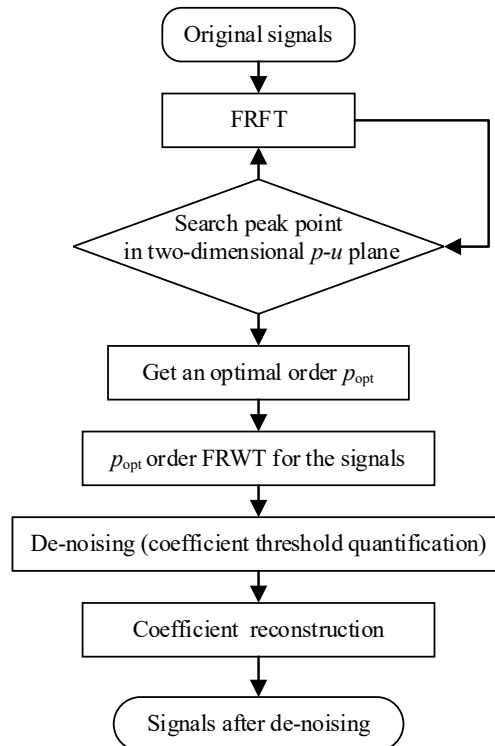 Original signals
FRFT
Search peak point
in two-dimensional p-u plane
Get an optimal order popt
popt order FRWT for the signals
De-noising (coefficient threshold quantification)
Coefficient reconstruction
Signals after de-noising